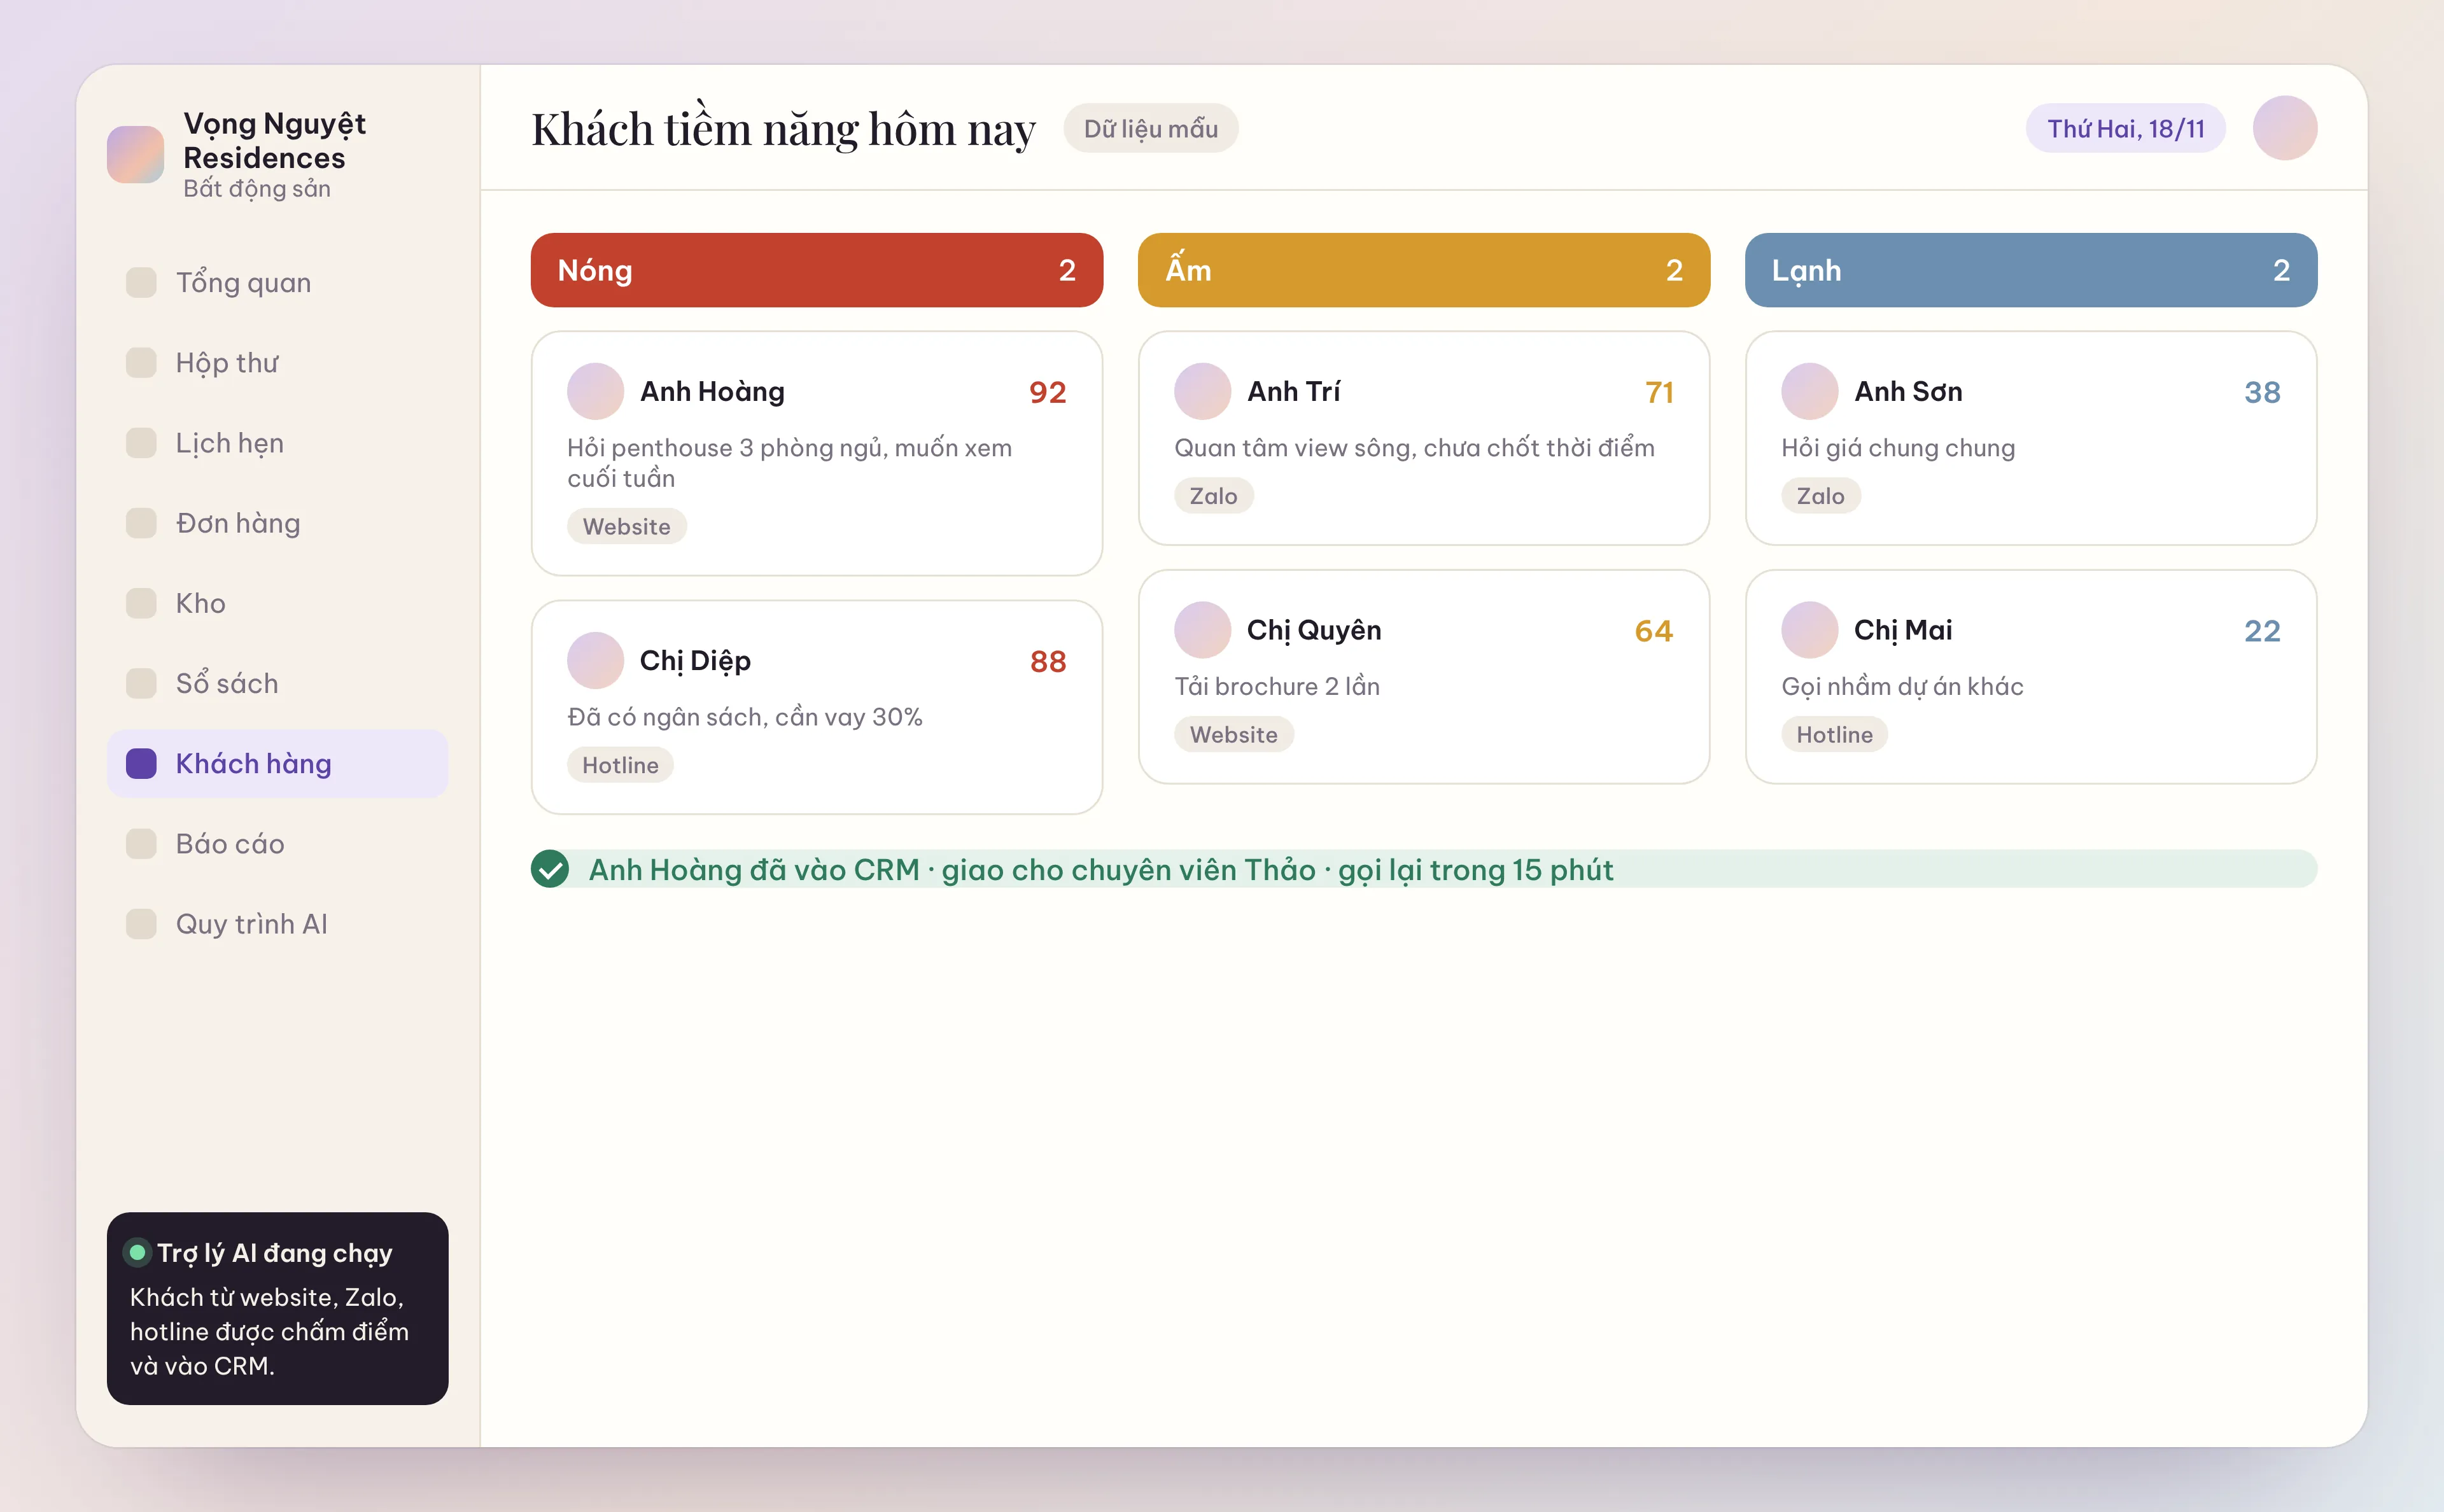 Vọng Nguyệt
Residences
Bất động sản
Tổng quan
Hộp thư
Lịch hẹn
Đơn hàng
Kho
Sổ sách
Khách hàng
Báo cáo
Quy trình AI
Trợ lý AI đang chạy
Khách từ website, Zalo,
hotline được chấm điểm
và vào CRM.
Khách tiềm năng hôm nay
Dữ liệu mẫu
Thứ Hai, 18/11
Nóng 2
Anh Hoàng 92
Hỏi penthouse 3 phòng ngủ, muốn xem
cuối tuần
Website
Chị Diệp 88
Đã có ngân sách, cần vay 30%
Hotline
Ấm 2
Anh Trí 71
Quan tâm view sông, chưa chốt thời điểm
Zalo
Chị Quyên 64
Tải brochure 2 lần
Website
Lạnh 2
Anh Sơn 38
Hỏi giá chung chung
Zalo
Chị Mai 22
Gọi nhầm dự án khác
Hotline
Anh Hoàng đã vào CRM · giao cho chuyên viên Thảo · gọi lại trong 15 phút